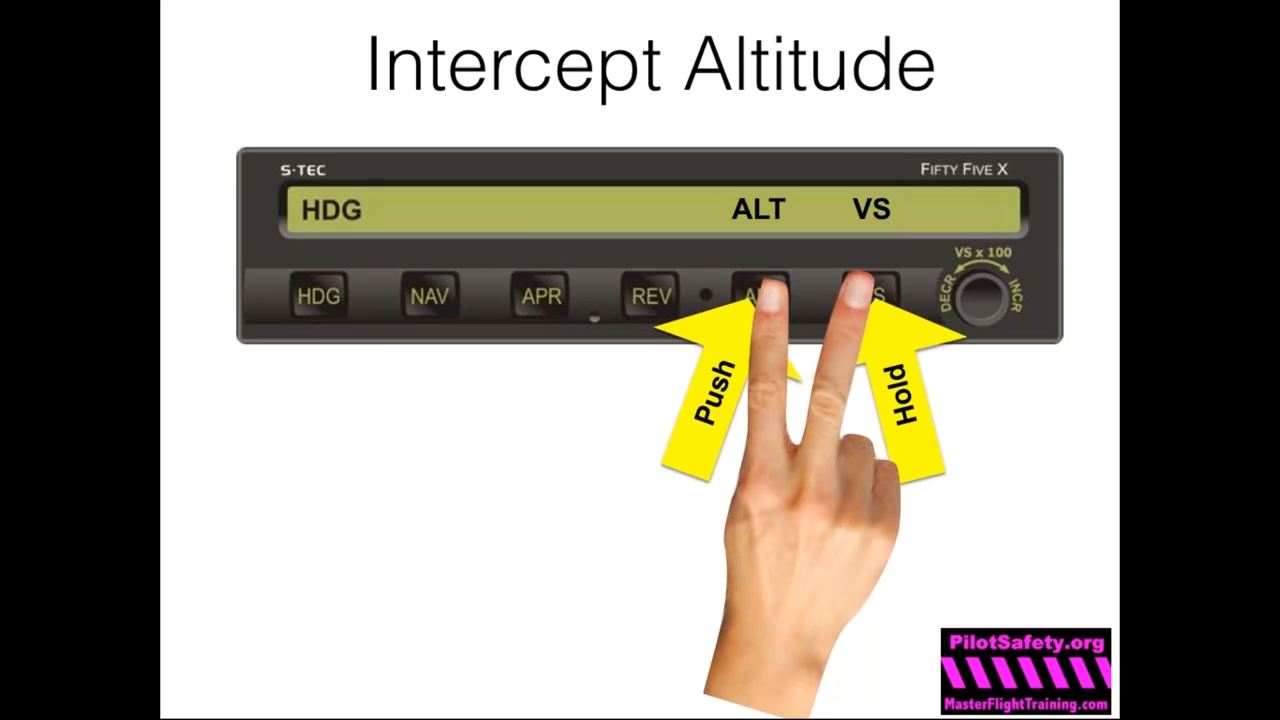 Intercept Altitude
S-TEC
FIFTY FIVE X
HDG ALT VS
VS x 100
DECR INCR
HDG NAV APR REV
Push
Hold
PilotSafety.org
MasterFlightTraining.com